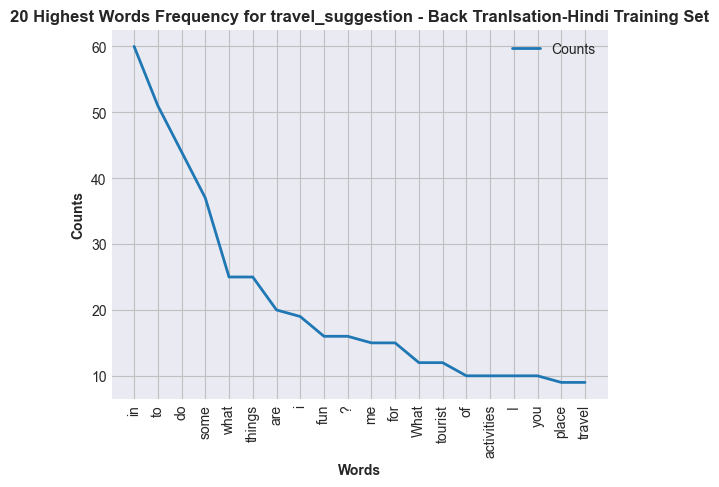 20 Highest Words Frequency for travel_suggestion - Back Tranlsation-Hindi Training Set
Counts
60
50
40
30
20
10
Counts
in
to
do
some
what
things
are
i
fun
?
me
for
What
tourist
of
activities
I
you
place
travel
Words